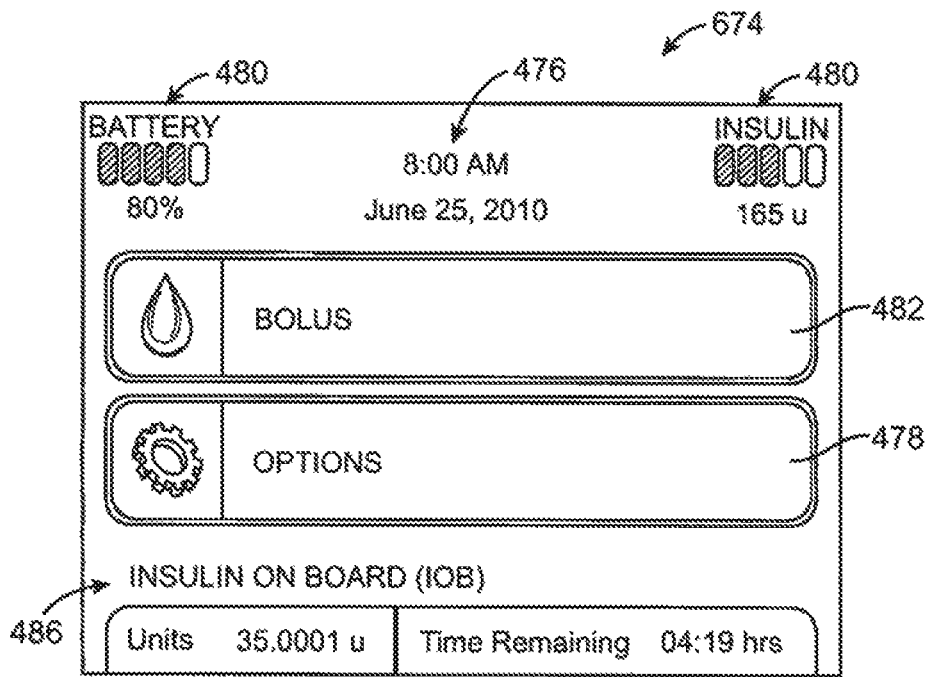 674
480 476 480
BATTERY INSULIN
8:00 AM
80% June 25, 2010 165 u
BOLUS 482
OPTIONS 478
INSULIN ON BOARD (IOB)
486
Units 35.0001 u Time Remaining 04:19 hrs